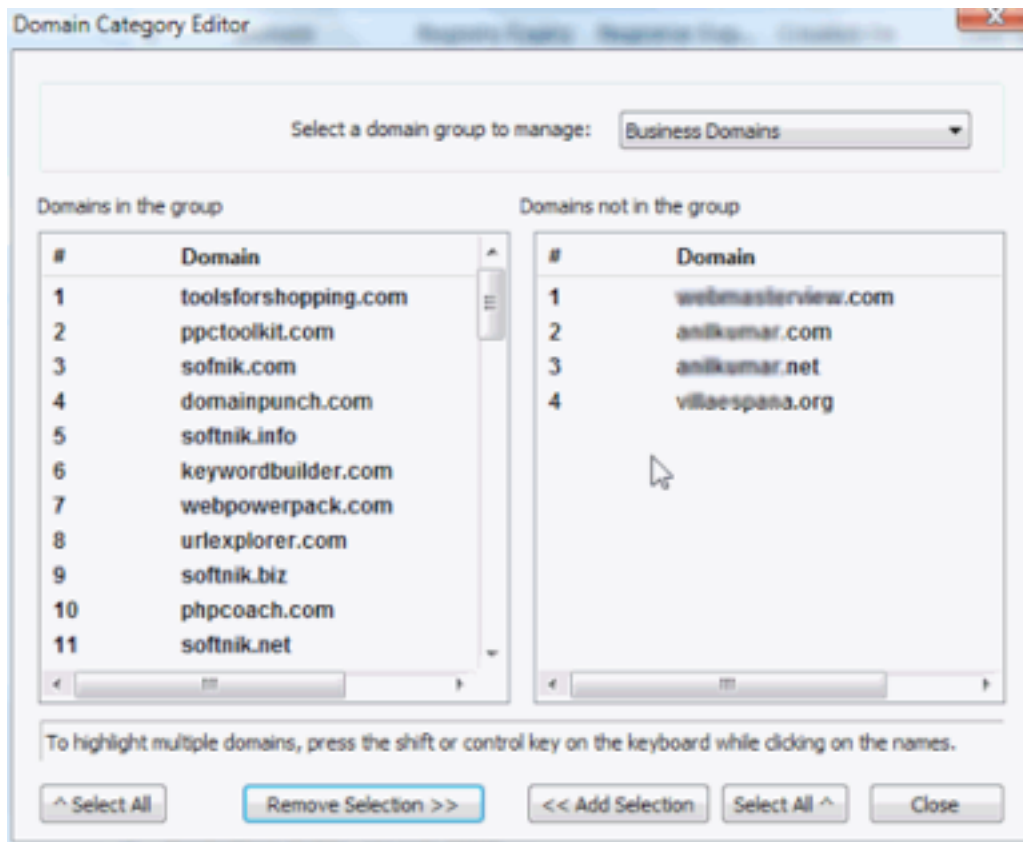 Domain Category Editor
Select a domain group to manage: Business Domains
Domains in the group
# Domain
1 toolsforshopping.com
2 ppctoolkit.com
3 sofnik.com
4 domainpunch.com
5 softnik.info
6 keywordbuilder.com
7 webpowerpack.com
8 urlexplorer.com
9 softnik.biz
10 phpcoach.com
11 softnik.net
Domains not in the group
# Domain
1 .com
2 .com
3 .net
4 .org
To highlight multiple domains, press the shift or control key on the keyboard while clicking on the names.
^ Select All Remove Selection >> << Add Selection Select All ^ Close